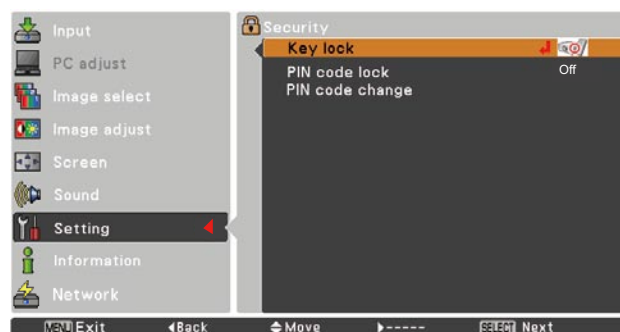 Input
PC adjust
Image select
Image adjust
Screen
Sound
Setting
Information
Network
Security
Key lock
PIN code lock Off
PIN code change
MENU Exit Back Move ----- SELECT Next